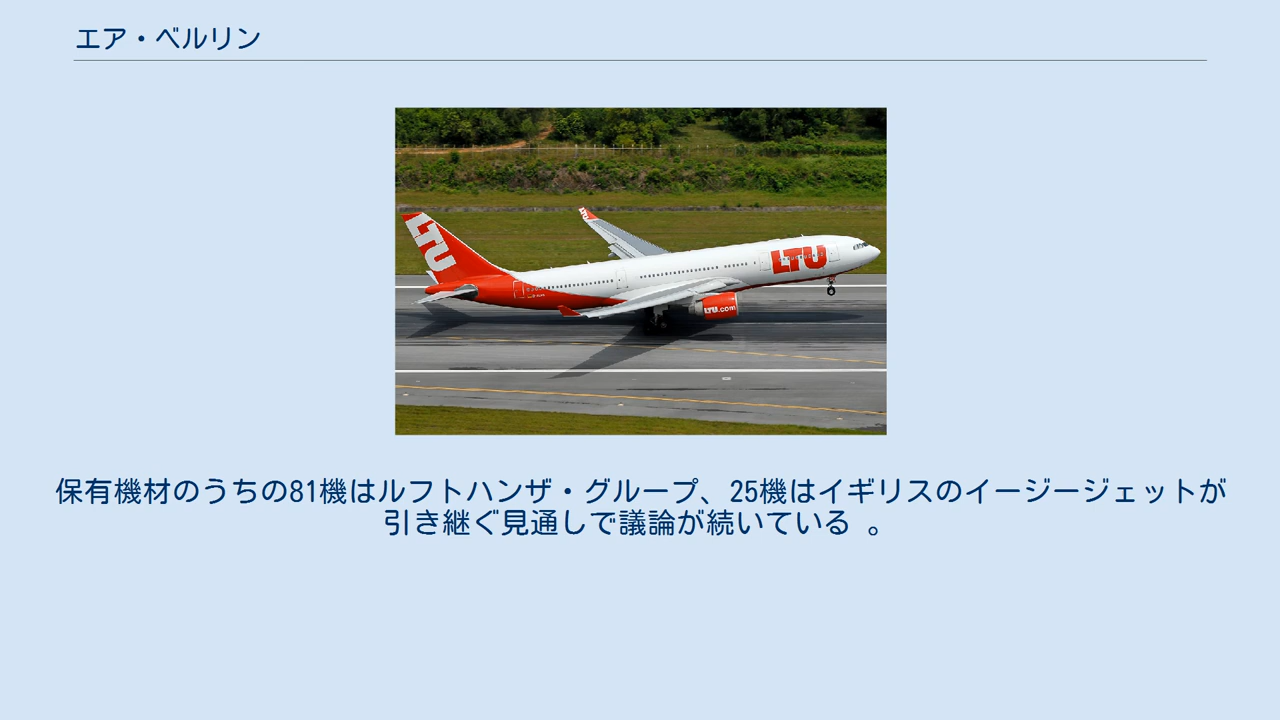 エア・ベルリン
LTU
LTU
LTU
LTU.com
保有機材のうちの81機はルフトハンザ・グループ、25機はイギリスのイージージェットが
引き継ぐ見通しで議論が続いている 。